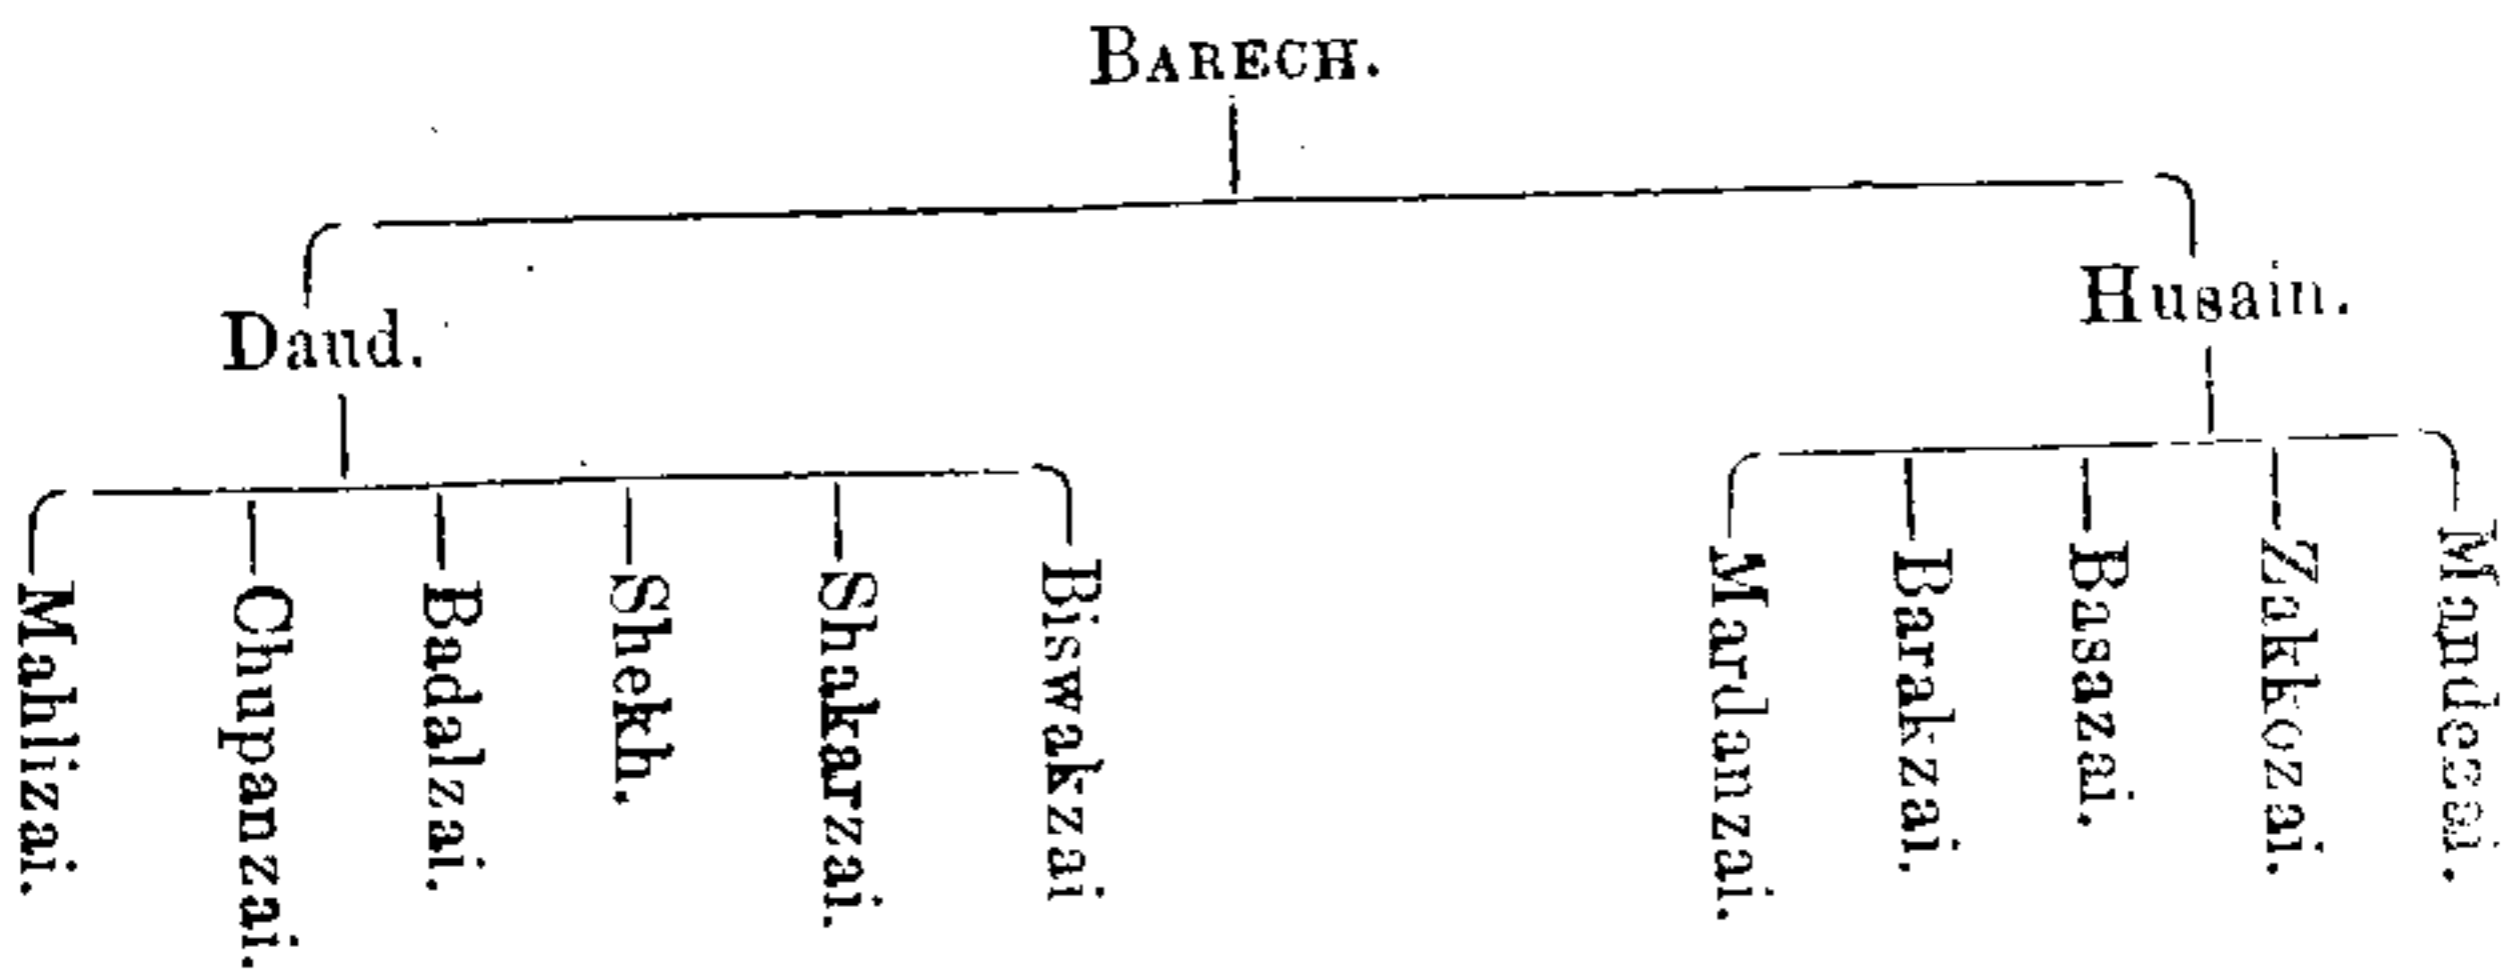 BARECH.
Daud.
Husain.
Mahlizai.
Chupanzai.
Badalzai.
Shekh.
Shakarzai.
Biswakzai
Mardanzai.
Barakzai.
Basazai.
Zakkozai.
Mandezai.